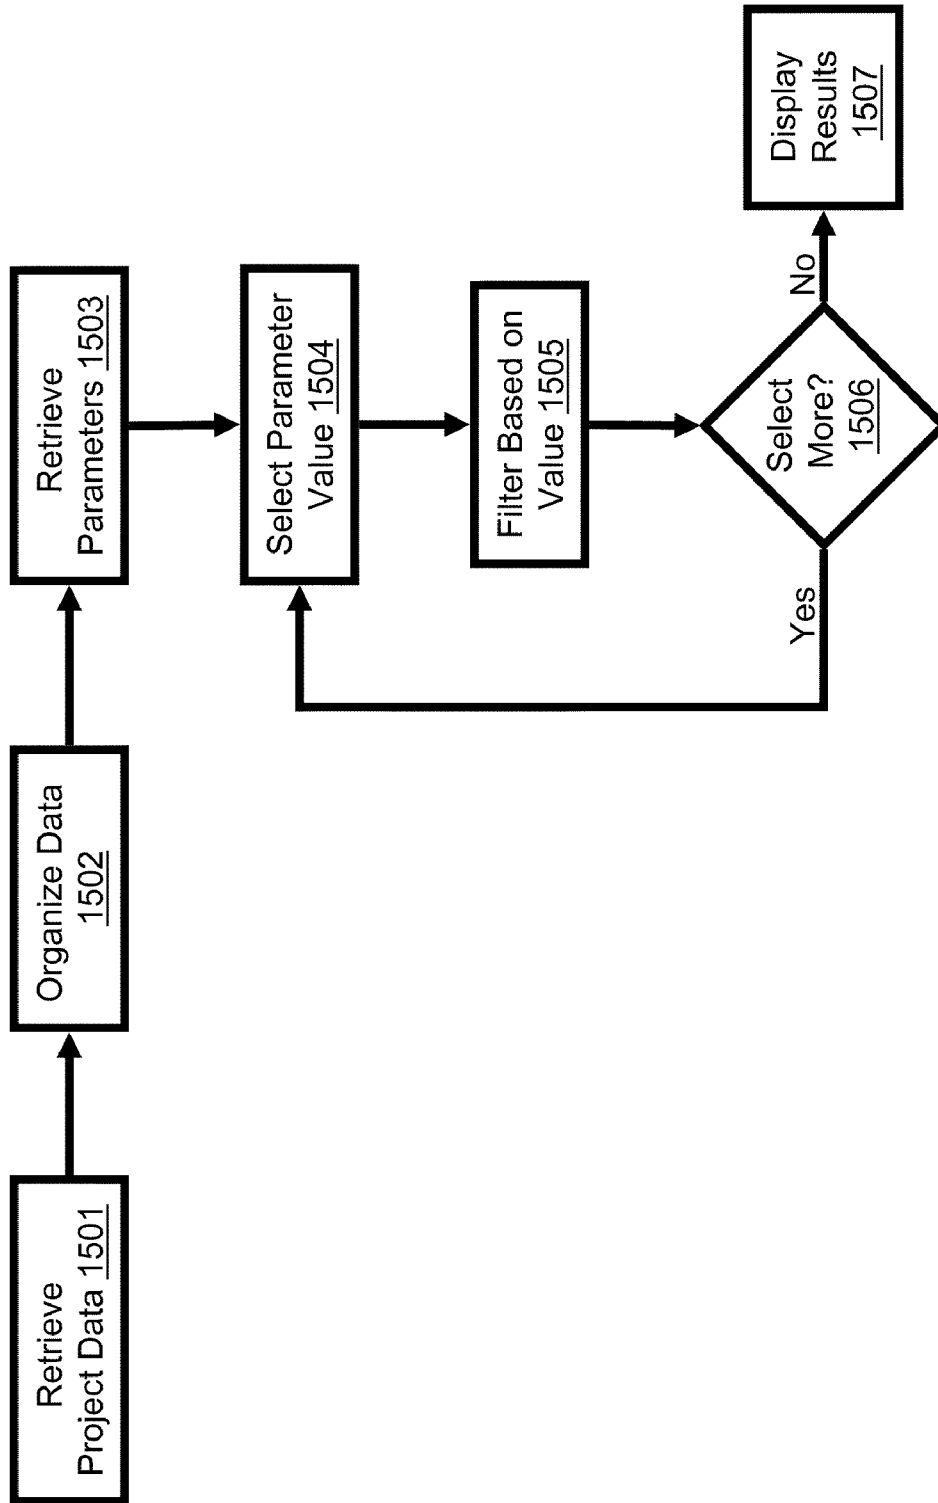 Retrieve
Project Data 1501
Organize Data
1502
Retrieve
Parameters 1503
Select Parameter
Value 1504
Filter Based on
Value 1505
Select
More?
1506
Yes
No
Display
Results
1507